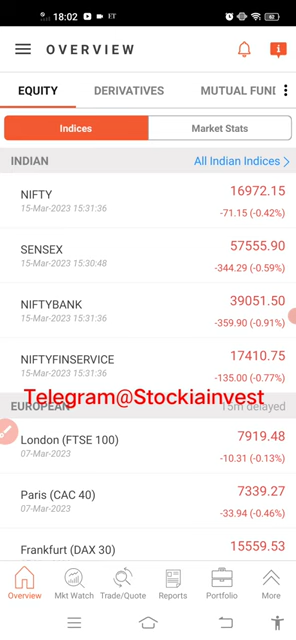 18:02 ET
OVERVIEW
EQUITY DERIVATIVES MUTUAL FUNI
Indices Market Stats
INDIAN All Indian Indices >
NIFTY 16972.15
15-Mar-2023 15:31:36 -71.15 (-0.42%)
SENSEX 57555.90
15-Mar-2023 15:30:48 -344.29 (-0.59%)
NIFTYBANK 39051.50
15-Mar-2023 15:31:36 -359.90 (-0.91%)
NIFTYFINSERVICE 17410.75
15-Mar-2023 15:31:36 -135.00 (-0.77%)
Telegram@Stockiainvest
EUROPEAN 15m delayed
London (FTSE 100) 7919.48
07-Mar-2023 -10.31 (-0.13%)
Paris (CAC 40) 7339.27
07-Mar-2023 -33.94 (-0.46%)
Frankfurt (DAX 30) 15559.53
Overview Mkt Watch Trade/Quote Reports Portfolio More